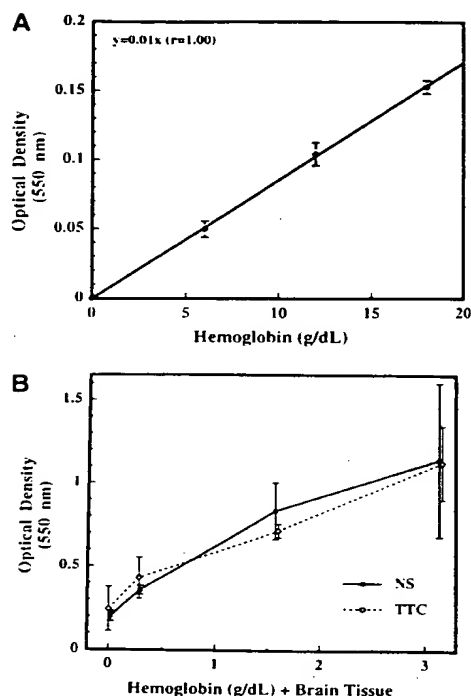 A
y=0.01x (r=1.00)
0.2
0.15
0.1
0.05
0
0 5 10 15 20
Optical Density
(550 nm)
Hemoglobin (g/dL)
B
1.5
1
0.5
0
0 1 2 3
Optical Density
(550 nm)
NS
TTC
Hemoglobin (g/dL) + Brain Tissue